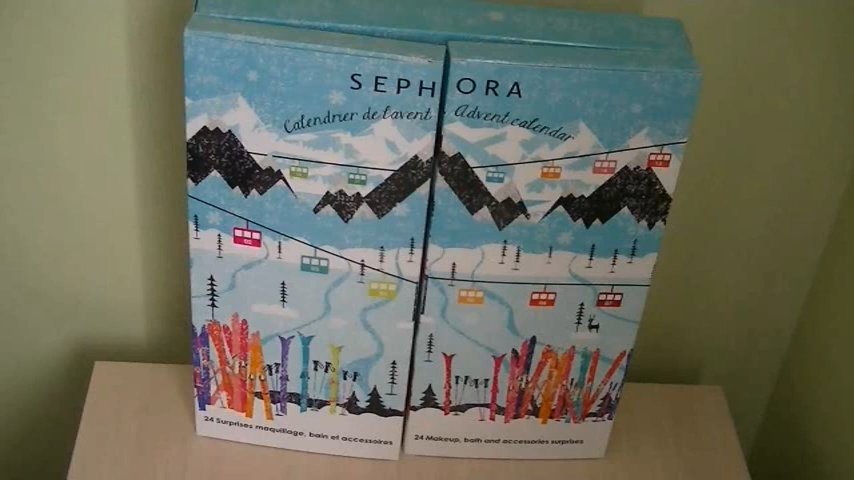 SEPHORA
Calendrier de l'avent • Advent calendar
24 Surprises maquillage, bain et accessoires
24 Makeup, bath and accessories surprises